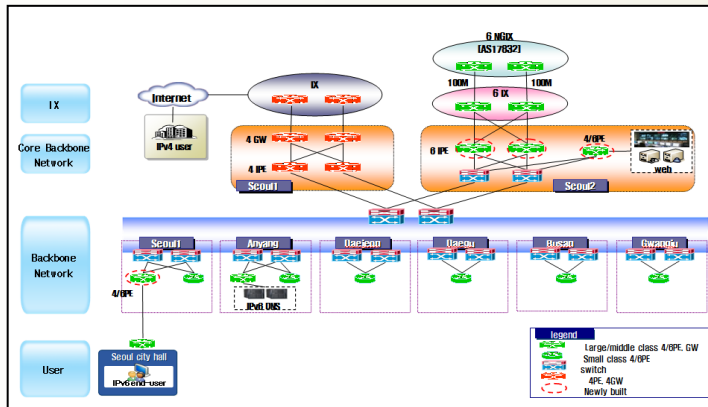 6 NGIX
[AS17832]
100M
100M
IX
Internet
IX
6 IX
IPv4 user
Core Backbone
Network
4 GW
4 IPE
6 IPE
4/6PE
web
Seoul1
Seoul2
Backbone
Network
Seoul1
Anyang
Daejeon
Daegu
Busan
Gwangju
4/6PE
IPv6 DNS
User
Seoul city hall
IPv6 end-user
legend
Large/middle class 4/6PE, GW
Small class 4/6PE
switch
4PE, 4GW
Newly built